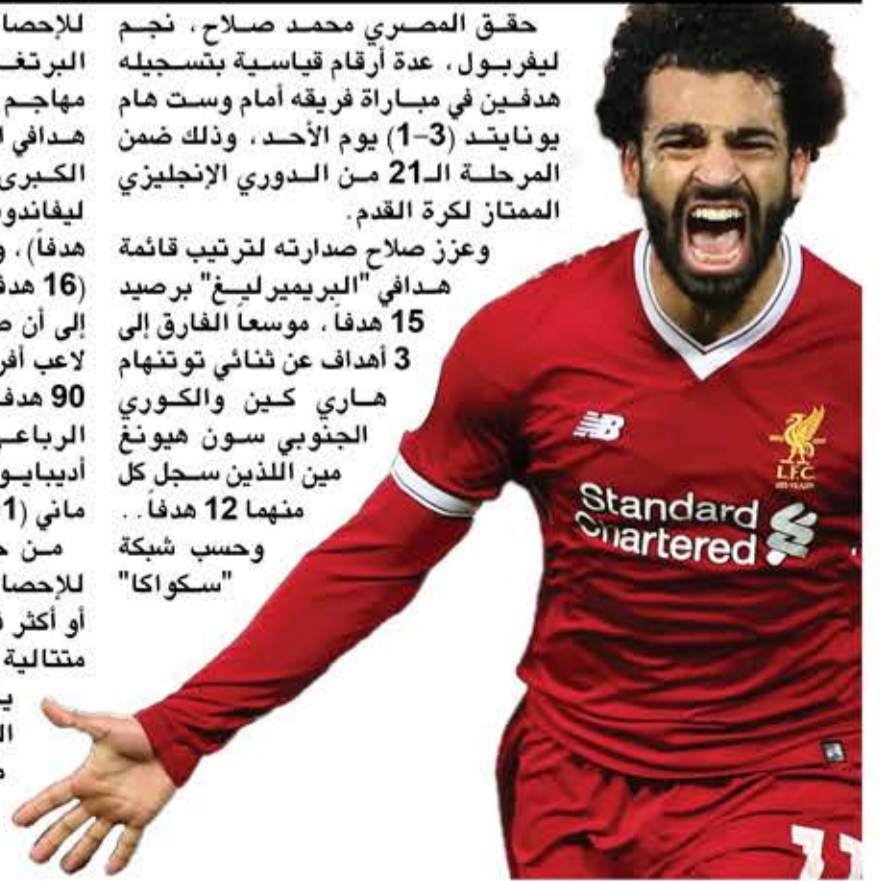 حقق المصري محمد صلاح، نجم
ليفربول، عدة أرقام قياسية بتسجيله
هدفين في مباراة فريقه أمام وست هام
يونايتد (3-1) يوم الأحد، وذلك ضمن
المرحلة الـ21 من الدوري الإنجليزي
الممتاز لكرة القدم.
وعزز صلاح صدارته لترتيب قائمة
هدافي "البريميرليغ" برصيد
15 هدفاً، موسعاً الفارق إلى
3 أهداف عن ثنائي توتنهام
هاري كين والكوري
الجنوبي سون هيونغ
مين اللذين سجل كل
منهما 12 هدفاً..
وحسب شبكة
"سكواكا"
للإحصا
البرتغـ
مهاجم
هدافي
الكبرى
ليفاندو
هدفاً)، و
(16 هدف
إلى أن
لاعب أفر
90 هدف
الرباعـ
أديبايو
ماني (1
مـن
للإحصا
أو أكثر
متتالية
NB
L.F.C.
Standard
Chartered
11